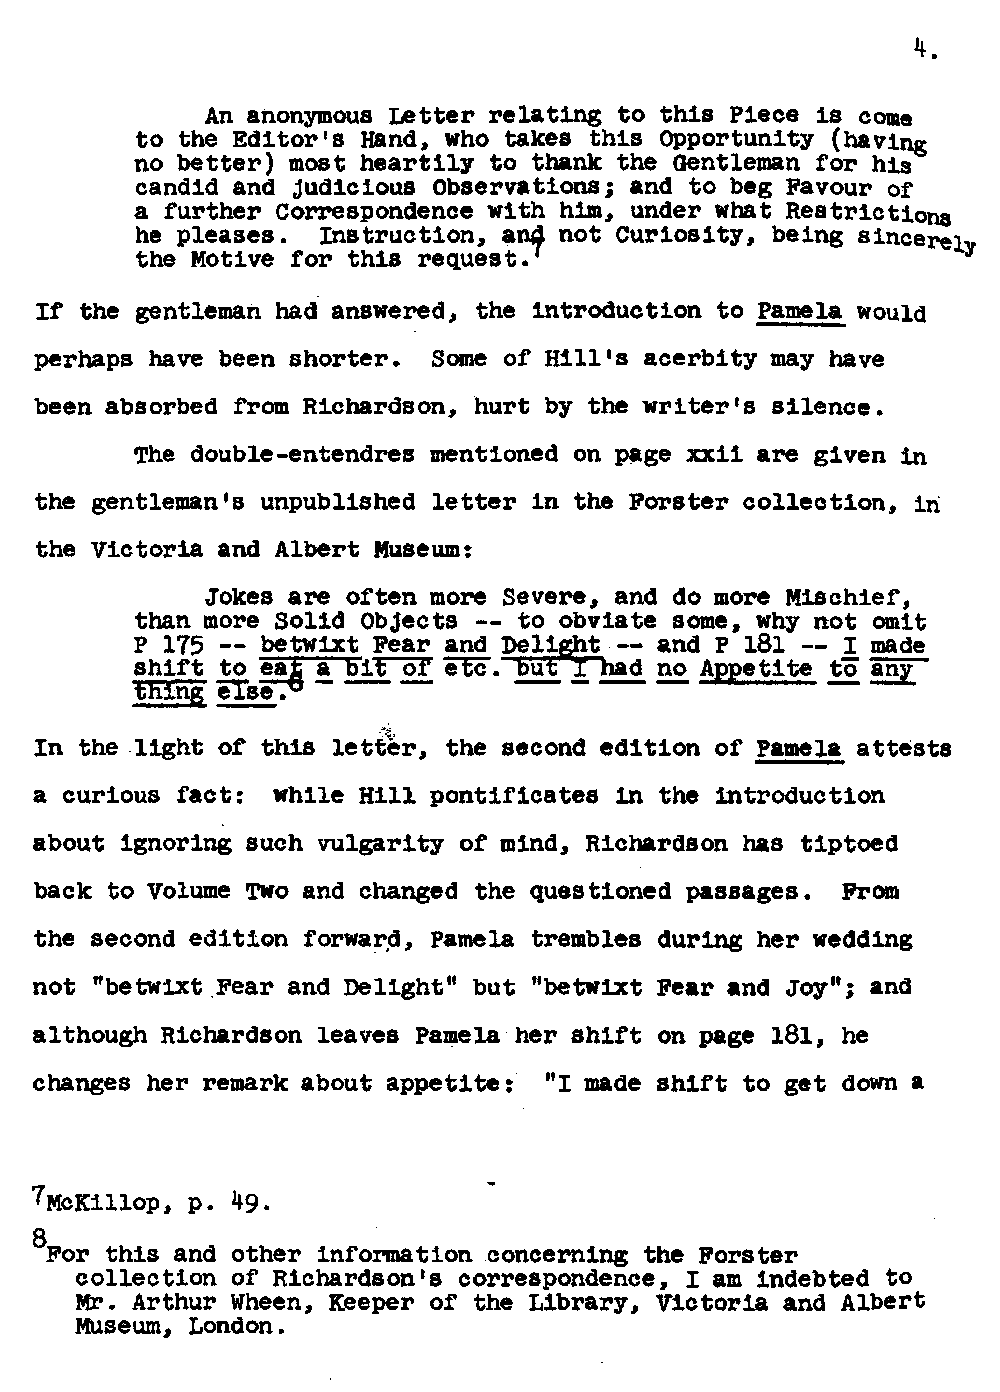 4.
An anonymous Letter relating to this Piece is come
to the Editor's Hand, who takes this Opportunity (having
no better) most heartily to thank the Gentleman for his
candid and judicious Observations; and to beg Favour of
a further Correspondence with him, under what Restrictions
he pleases. Instruction, and not Curiosity, being sincerely
the Motive for this request.7
If the gentleman had answered, the introduction to Pamela would
perhaps have been shorter. Some of Hill's acerbity may have
been absorbed from Richardson, hurt by the writer's silence.
The double-entendres mentioned on page xxii are given in
the gentleman's unpublished letter in the Forster collection, in
the Victoria and Albert Museum:
Jokes are often more Severe, and do more Mischief,
than more Solid Objects -- to obviate some, why not omit
P 175 -- betwixt Fear and Delight -- and P 181 -- I made
shift to eat a bit of etc. but I had no Appetite to any
thing else.8
In the light of this letter, the second edition of Pamela attests
a curious fact: while Hill pontificates in the introduction
about ignoring such vulgarity of mind, Richardson has tiptoed
back to Volume Two and changed the questioned passages. From
the second edition forward, Pamela trembles during her wedding
not "betwixt Fear and Delight" but "betwixt Fear and Joy"; and
although Richardson leaves Pamela her shift on page 181, he
changes her remark about appetite: "I made shift to get down a
7McKillop, p. 49.
8For this and other information concerning the Forster
collection of Richardson's correspondence, I am indebted to
Mr. Arthur Wheen, Keeper of the Library, Victoria and Albert
Museum, London.